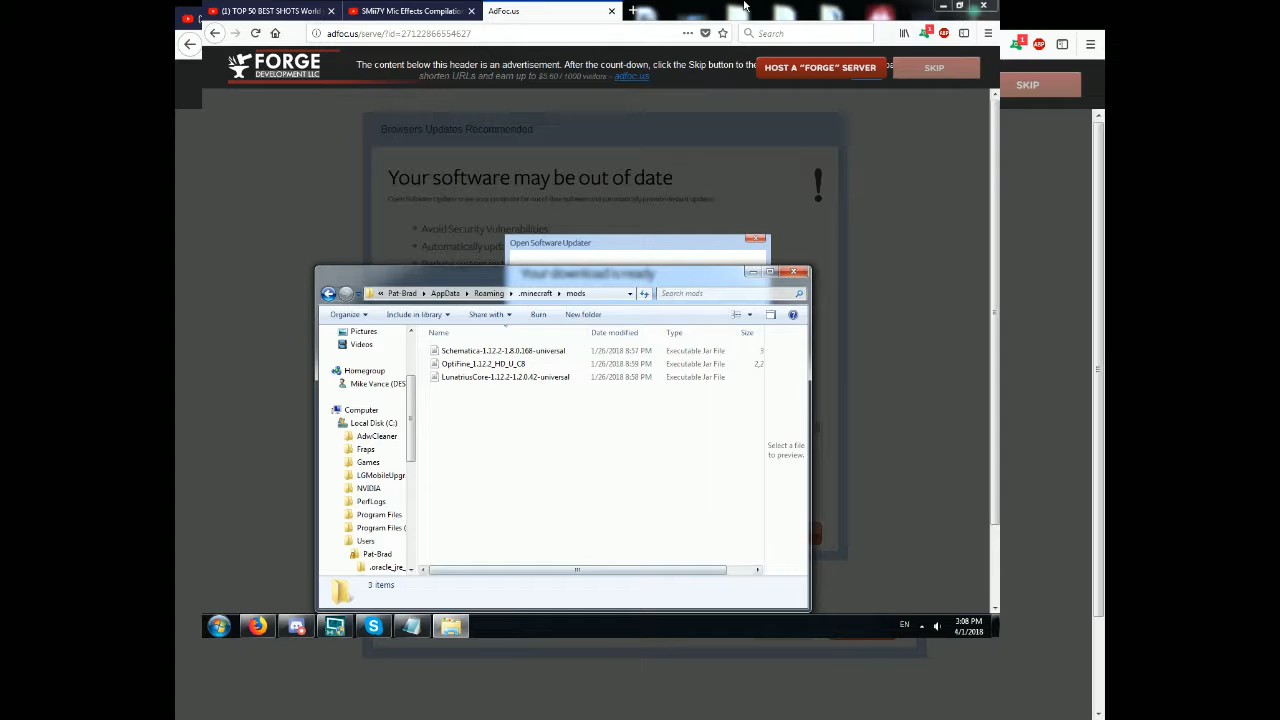 (1) TOP 50 BEST SHOTS World
SMii7Y Mic Effects Compilation
AdFoc.us
adfoc.us/serve/?id=27122866554627
Search
FORGE
DEVELOPMENT LLC
The content below this header is an advertisement. After the count-down, click the Skip button to the
shorten URLs and earn up to $5.60 / 1000 visitors - adfoc.us
HOST A "FORGE" SERVER
SKIP
SKIP
Browsers Updates Recommended
Your software may be out of date
Avoid Security Vulnerabilities
Automatically upda
Open Software Updater
Your download is ready
Pat-Brad
AppData
Roaming
.minecraft
mods
Search mods
Organize
Include in library
Share with
Burn
New folder
Name
Date modified
Type
Size
Pictures
Videos
Homegroup
Mike Vance (DES
Computer
Local Disk (C:)
AdwCleaner
Fraps
Games
LGMobileUpgr
NVIDIA
PerfLogs
Program Files
Program Files (
Users
Pat-Brad
.oracle_jre_
Schematica-1.12.2-1.8.0.168-universal 1/26/2018 8:57 PM Executable Jar File 3
OptiFine_1.12.2_HD_U_C8 1/26/2018 8:59 PM Executable Jar File 2,2
LunatriusCore-1.12.2-1.2.0.42-universal 1/26/2018 8:58 PM Executable Jar File
Select a file
to preview.
3 items
EN
3:08 PM
4/1/2018